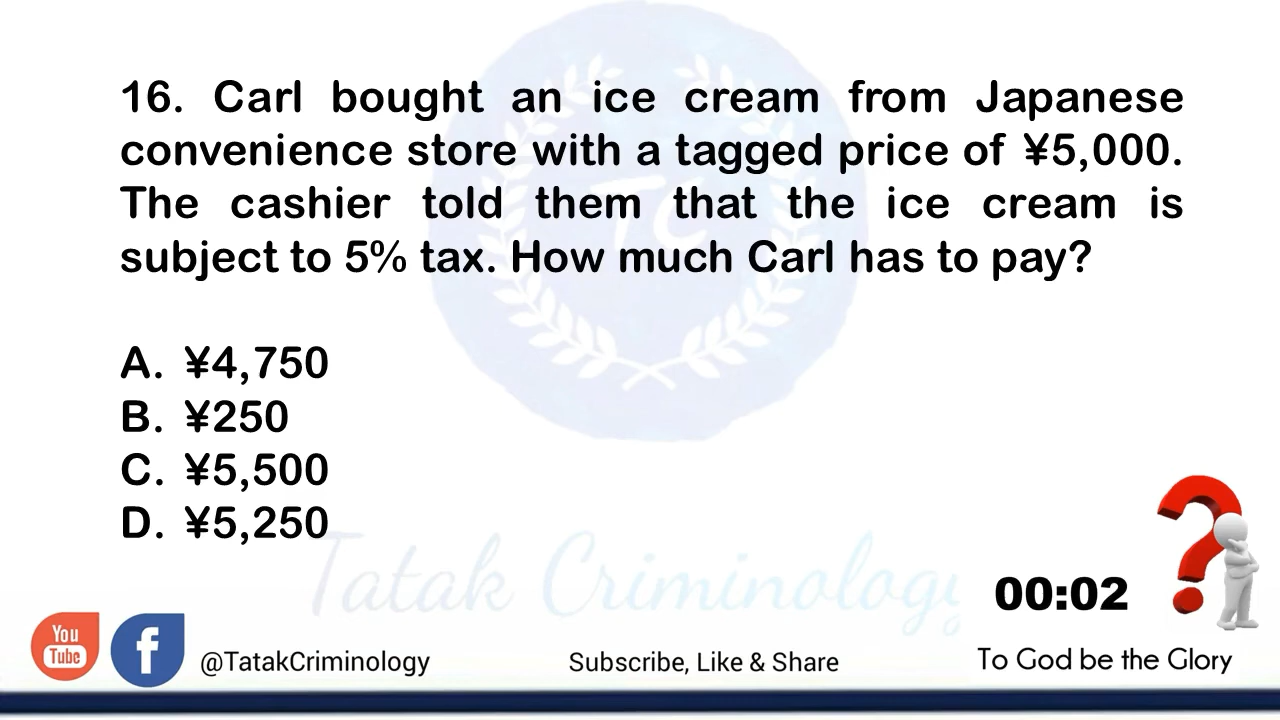 16. Carl bought an ice cream from Japanese
convenience store with a tagged price of ¥5,000.
The cashier told them that the ice cream is
subject to 5% tax. How much Carl has to pay?
A. ¥4,750
B. ¥250
C. ¥5,500
D. ¥5,250
TC
Tatak Criminology
00:02
You
Tube
f
@TatakCriminology
Subscribe, Like & Share
To God be the Glory